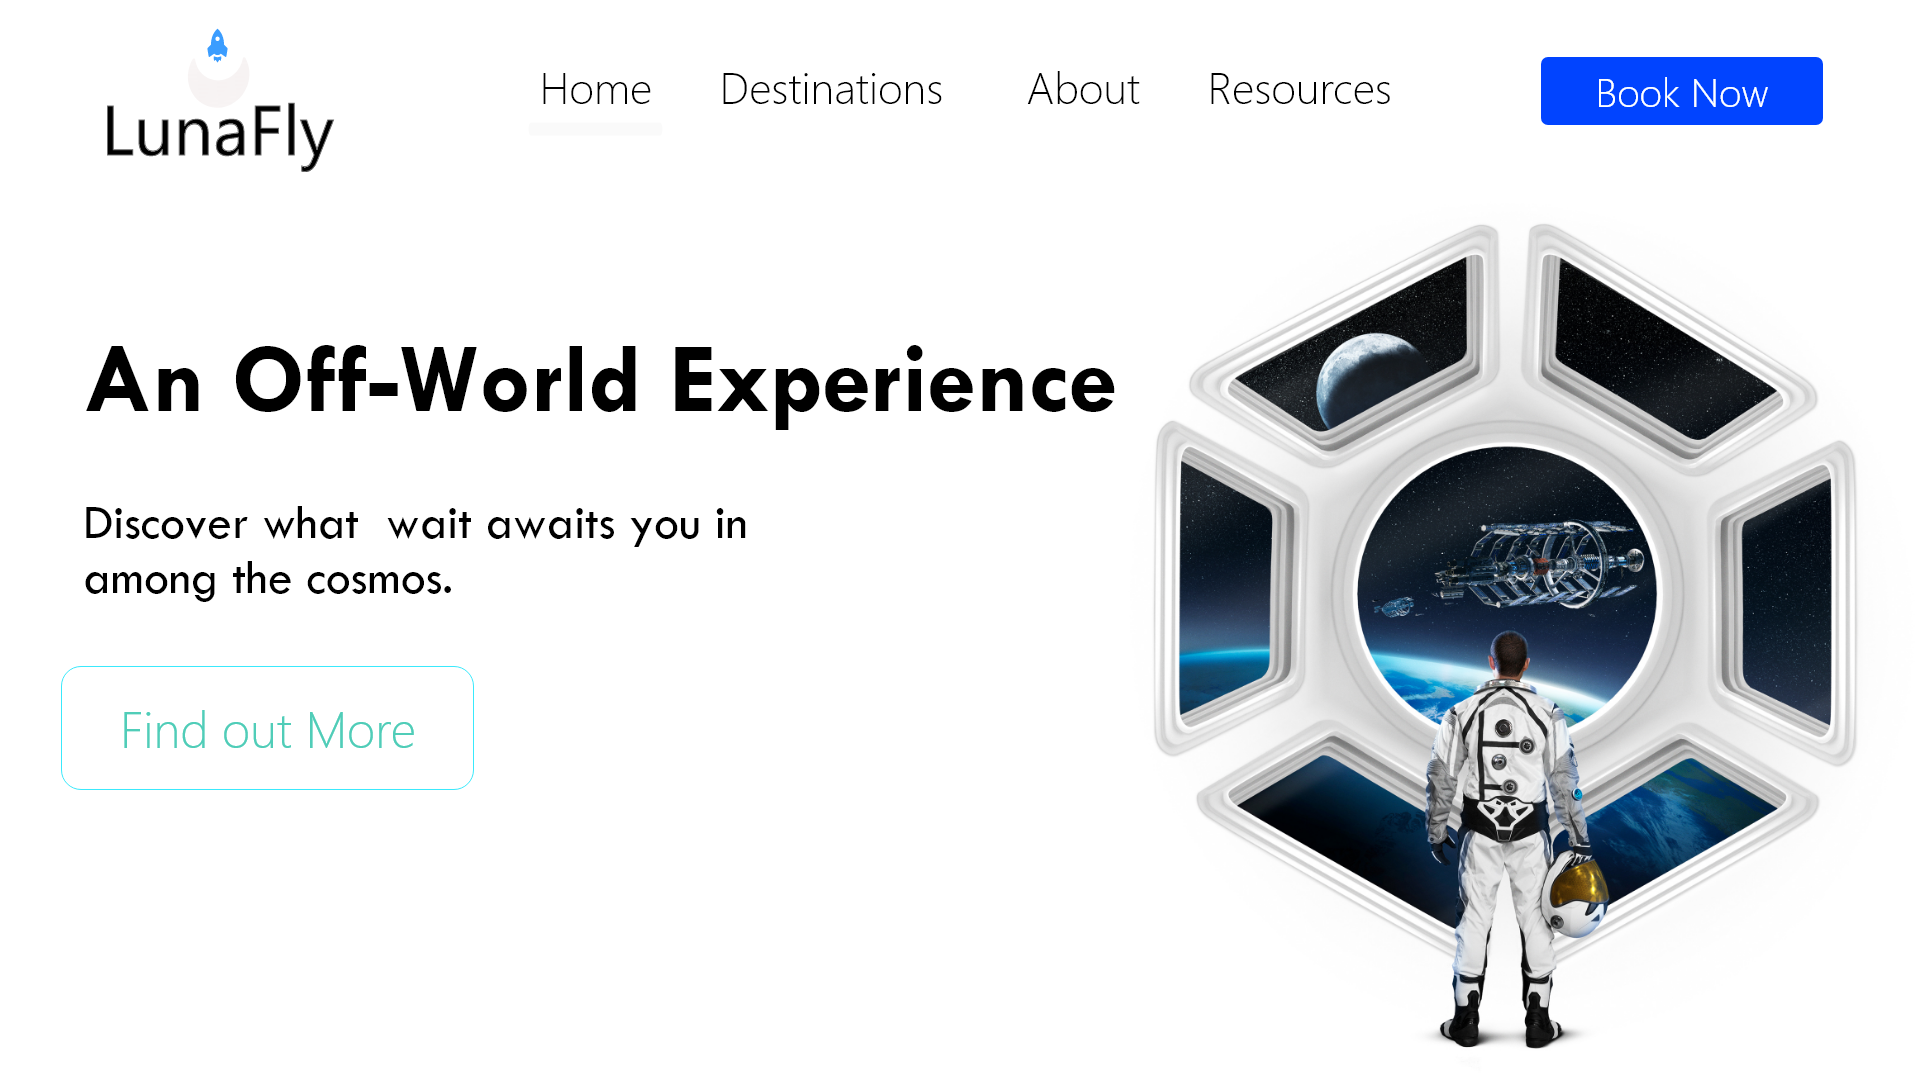 LunaFly
Home
Destinations
About
Resources
Book Now
An Off-World Experience
Discover what wait awaits you in
among the cosmos.
Find out More